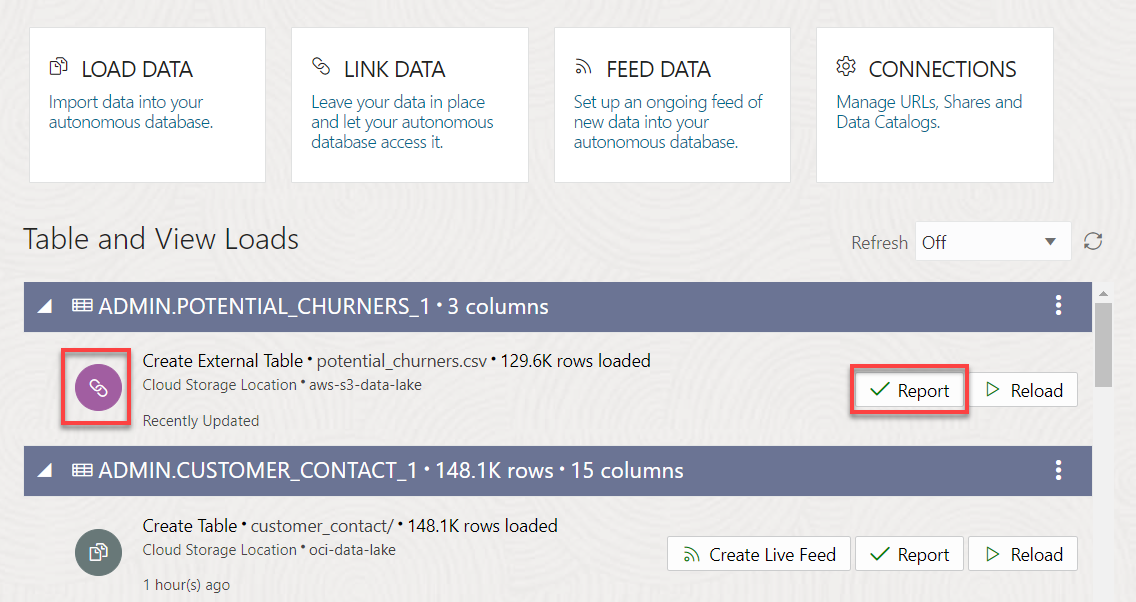 LOAD DATA
Import data into your
autonomous database.
LINK DATA
Leave your data in place
and let your autonomous
database access it.
FEED DATA
Set up an ongoing feed of
new data into your
autonomous database.
CONNECTIONS
Manage URLs, Shares and
Data Catalogs.
Table and View Loads
Refresh Off
ADMIN.POTENTIAL_CHURNERS_1 • 3 columns
Create External Table • potential_churners.csv • 129.6K rows loaded
Cloud Storage Location • aws-s3-data-lake
Recently Updated
Report Reload
ADMIN.CUSTOMER_CONTACT_1 • 148.1K rows • 15 columns
Create Table • customer_contact/ • 148.1K rows loaded
Cloud Storage Location • oci-data-lake
1 hour(s) ago
Create Live Feed Report Reload